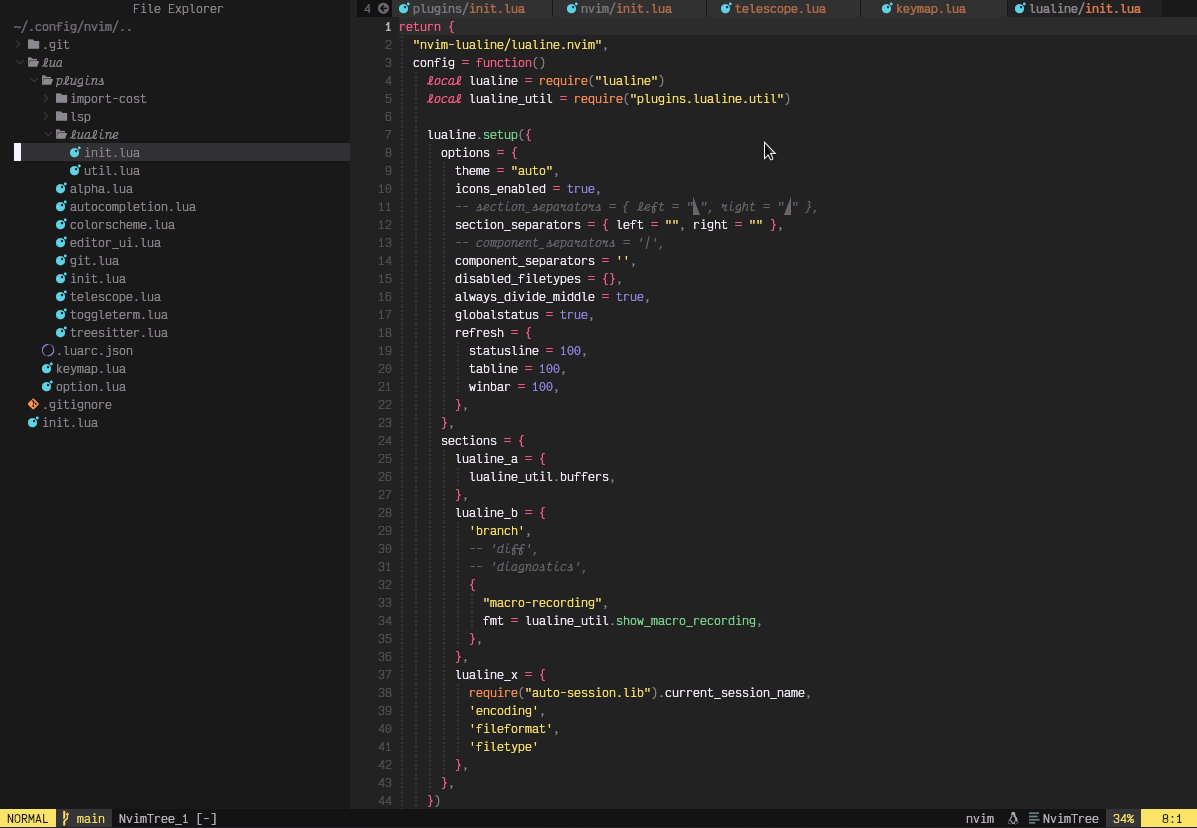 File Explorer
~/.config/nvim/..
.git
lua
plugins
import-cost
lsp
lualine
init.lua
util.lua
alpha.lua
autocompletion.lua
colorscheme.lua
editor_ui.lua
git.lua
init.lua
telescope.lua
toggleterm.lua
treesitter.lua
.luarc.json
keymap.lua
option.lua
.gitignore
init.lua
4 plugins/init.lua nvim/init.lua telescope.lua keymap.lua lualine/init.lua
1 return {
2 "nvim-lualine/lualine.nvim",
3 config = function()
4 local lualine = require("lualine")
5 local lualine_util = require("plugins.lualine.util")
6
7 lualine.setup({
8 options = {
9 theme = "auto",
10 icons_enabled = true,
11 -- section_separators = { left = "", right = "" },
12 section_separators = { left = "", right = "" },
13 -- component_separators = '|',
14 component_separators = '',
15 disabled_filetypes = {},
16 always_divide_middle = true,
17 globalstatus = true,
18 refresh = {
19 statusline = 100,
20 tabline = 100,
21 winbar = 100,
22 },
23 },
24 sections = {
25 lualine_a = {
26 lualine_util.buffers,
27 },
28 lualine_b = {
29 'branch',
30 -- 'diff',
31 -- 'diagnostics',
32 {
33 "macro-recording",
34 fmt = lualine_util.show_macro_recording,
35 },
36 },
37 lualine_x = {
38 require("auto-session.lib").current_session_name,
39 'encoding',
40 'fileformat',
41 'filetype'
42 },
43 },
44 })
NORMAL main NvimTree_1 [-] nvim NvimTree 34% 8:1